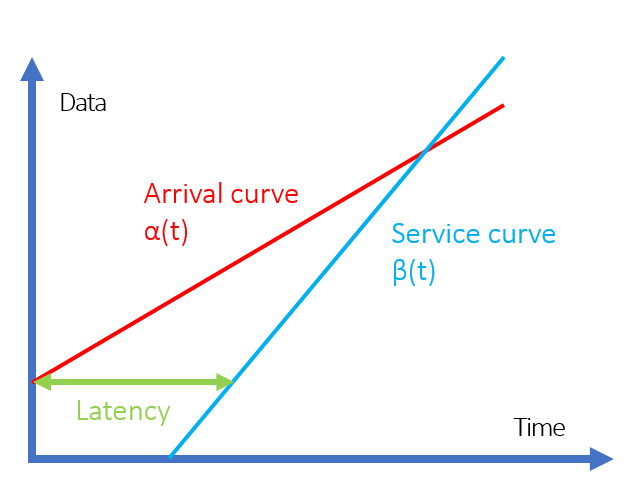 Data
Arrival curve
α(t)
Service curve
β(t)
Latency
Time